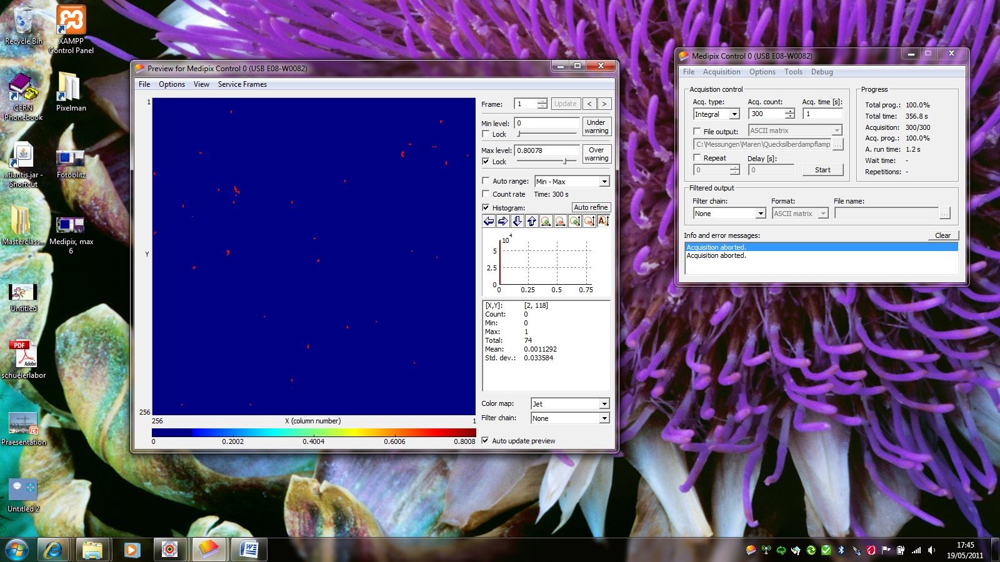 Recycle Bin
XAMPP
Control Panel
CERN
Phonebook
Pixelman
atlantis.jar -
Shortcut
Fotoblitz
Masterclass...
Medipix, max
6
Untitled
PDF
Adobe
schuelerlabor
Praesentation
Untitled 2
Preview for Medipix Control 0 (USB E08-W0082)
File Options View Service Frames
1
Y
256
256 X (column number) 1
0 0.2002 0.4004 0.6006 0.8008
Frame: 1 Update < >
Min level: 0 Under
warning
Lock
Max level: 0.80078 Over
warning
Lock
Auto range: Min - Max
Count rate Time: 300 s
Histogram: Auto refine
10^4
5
2.5
0
0 0.25 0.5 0.75
[X,Y]: [2, 118]
Count: 0
Min: 0
Max: 1
Total: 74
Mean: 0.0011292
Std. dev.: 0.033584
Color map: Jet
Filter chain: None
Auto update preview
Medipix Control 0 (USB E08-W0082)
File Acquisition Options Tools Debug
Acquistion control
Acq. type: Acq. count: Acq. time [s]:
Integral 300 1
File output: ASCII matrix
C:\Messungen\Maren\Quecksilberdampflamp ...
Repeat Delay [s]:
0 0 Start
Progress
Total prog.: 100.0%
Total time: 356.8 s
Acquisition: 300/300
Acq. prog.: 100.0%
A. run time: 1.2 s
Wait time: -
Repetitions: -
Filtered output
Filter chain: Format: File name:
None ASCII matrix ...
Info and error messages: Clear
Acquisition aborted.
Acquisition aborted.
17:45
19/05/2011